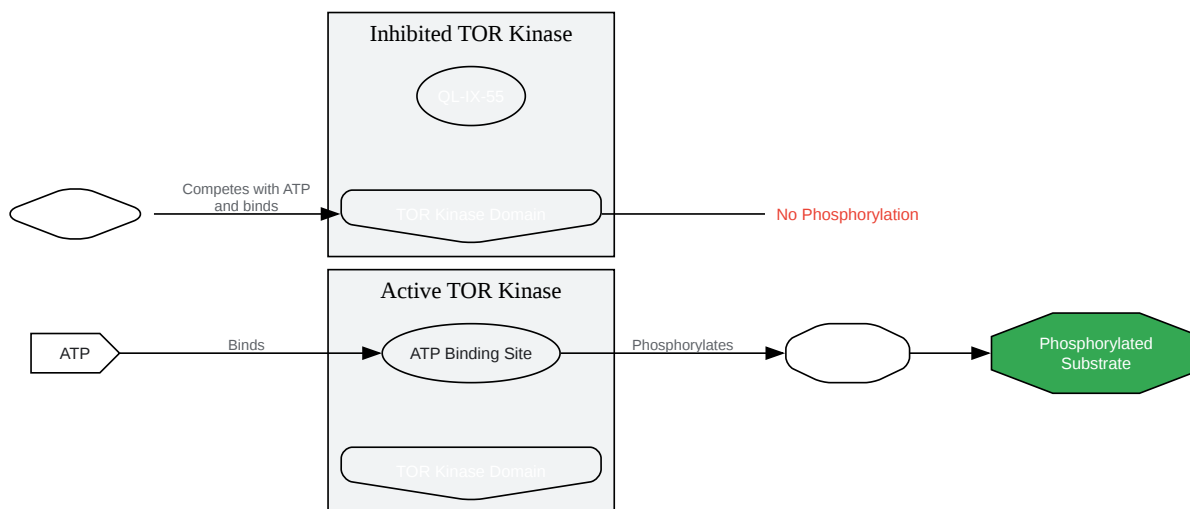 Inhibited TOR Kinase
QL-IX-55
Competes with ATP
and binds
TOR Kinase Domain
No Phosphorylation
Active TOR Kinase
ATP
Binds
ATP Binding Site
Phosphorylates
Phosphorylated
Substrate
TOR Kinase Domain